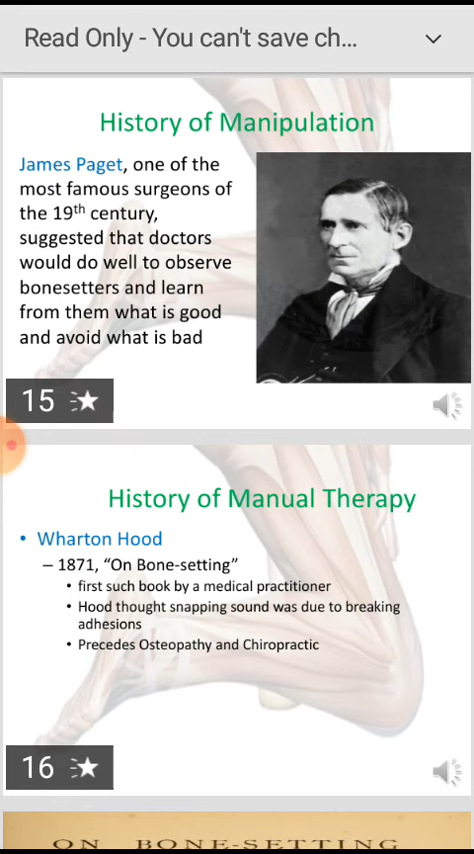 Read Only - You can't save ch...
History of Manipulation
James Paget, one of the
most famous surgeons of
the 19th century,
suggested that doctors
would do well to observe
bonesetters and learn
from them what is good
and avoid what is bad
15
History of Manual Therapy
• Wharton Hood
– 1871, “On Bone-setting”
• first such book by a medical practitioner
• Hood thought snapping sound was due to breaking
adhesions
• Precedes Osteopathy and Chiropractic
16
ON BONE-SETTING